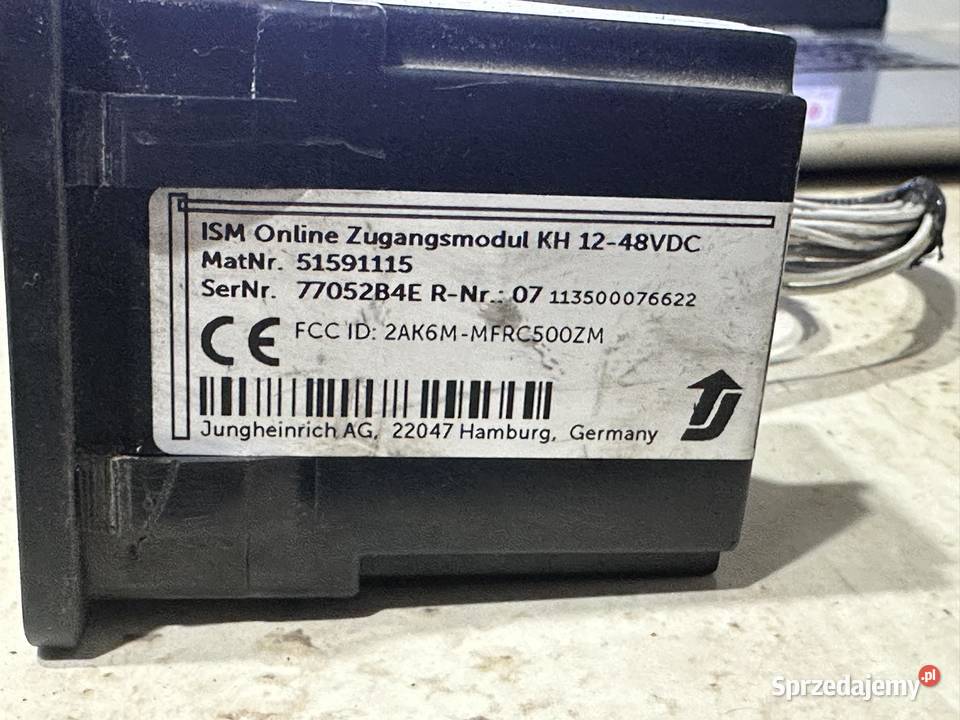 ISM Online Zugangsmodul KH 12-48VDC
MatNr. 51591115
SerNr. 77052B4E R-Nr.: 07 113500076622
CE FCC ID: 2AK6M-MFRC500ZM
Jungheinrich AG, 22047 Hamburg, Germany
Sprzedajemy.pl